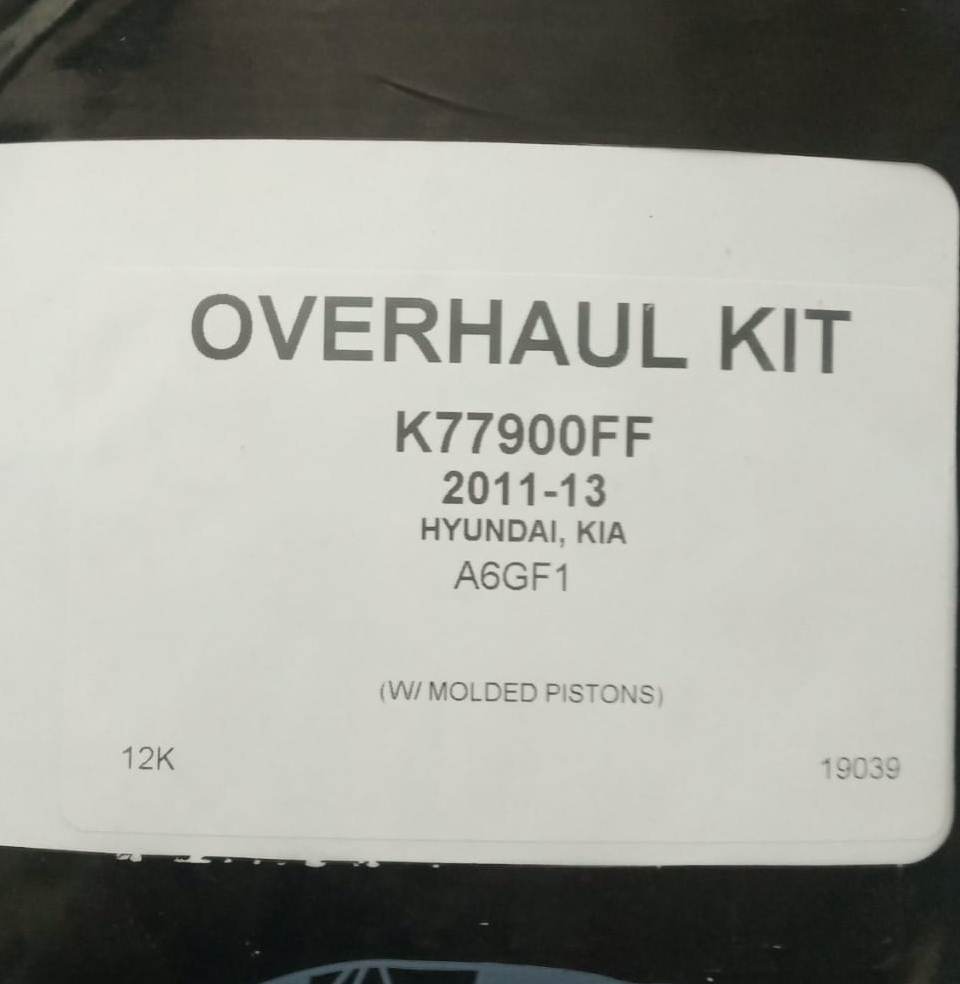 OVERHAUL KIT
K77900FF
2011-13
HYUNDAI, KIA
A6GF1
(W/ MOLDED PISTONS)
12K
19039